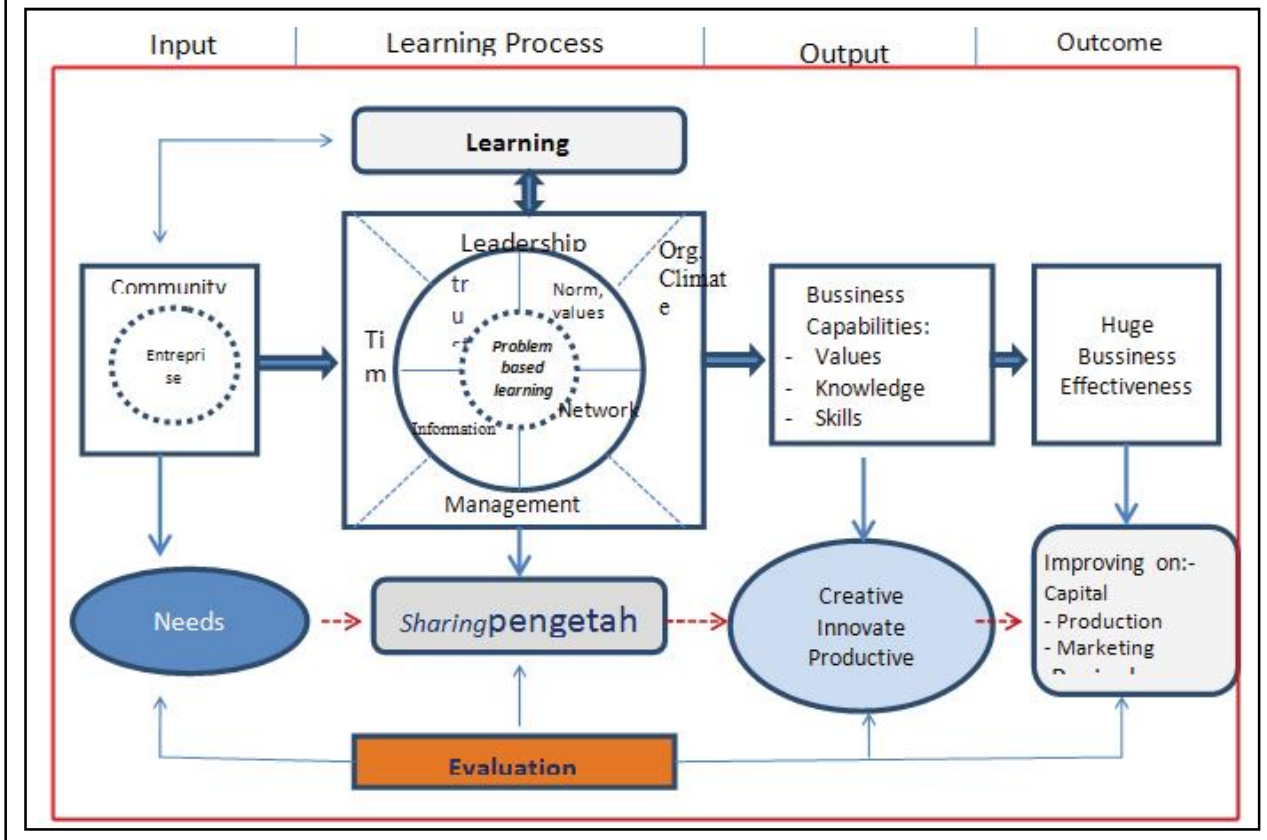 Input
Learning Process
Output
Outcome
Learning
Community
Entrepri
se
Leadership
Org.
Climat
e
tr
u
Norm,
values
Ti
m
Problem
based
learning
Network
Information
Management
Bussiness
Capabilities:
- Values
- Knowledge
- Skills
Huge
Bussiness
Effectiveness
Needs
Sharingpengetah
Creative
Innovate
Productive
Improving on:-
Capital
- Production
- Marketing
Evaluation